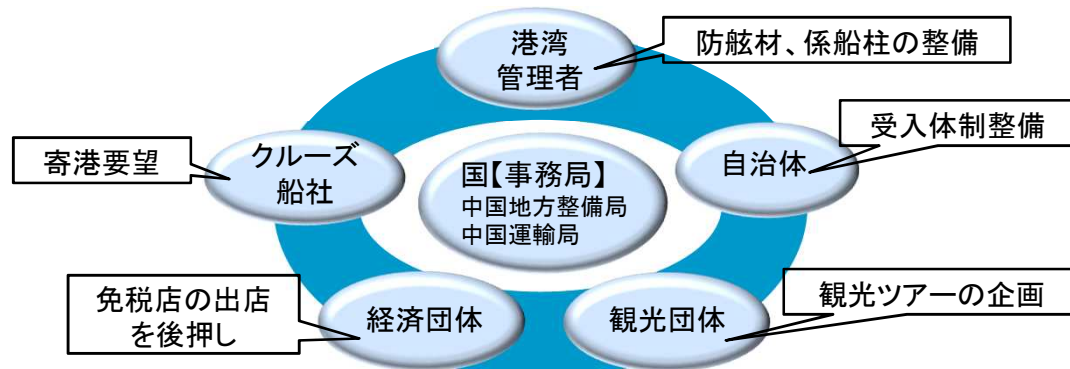 港湾
管理者
防舷材、係船柱の整備
受入体制整備
クルーズ
船社
寄港要望
国【事務局】
中国地方整備局
中国運輸局
自治体
免税店の出店
を後押し
経済団体
観光団体
観光ツアーの企画